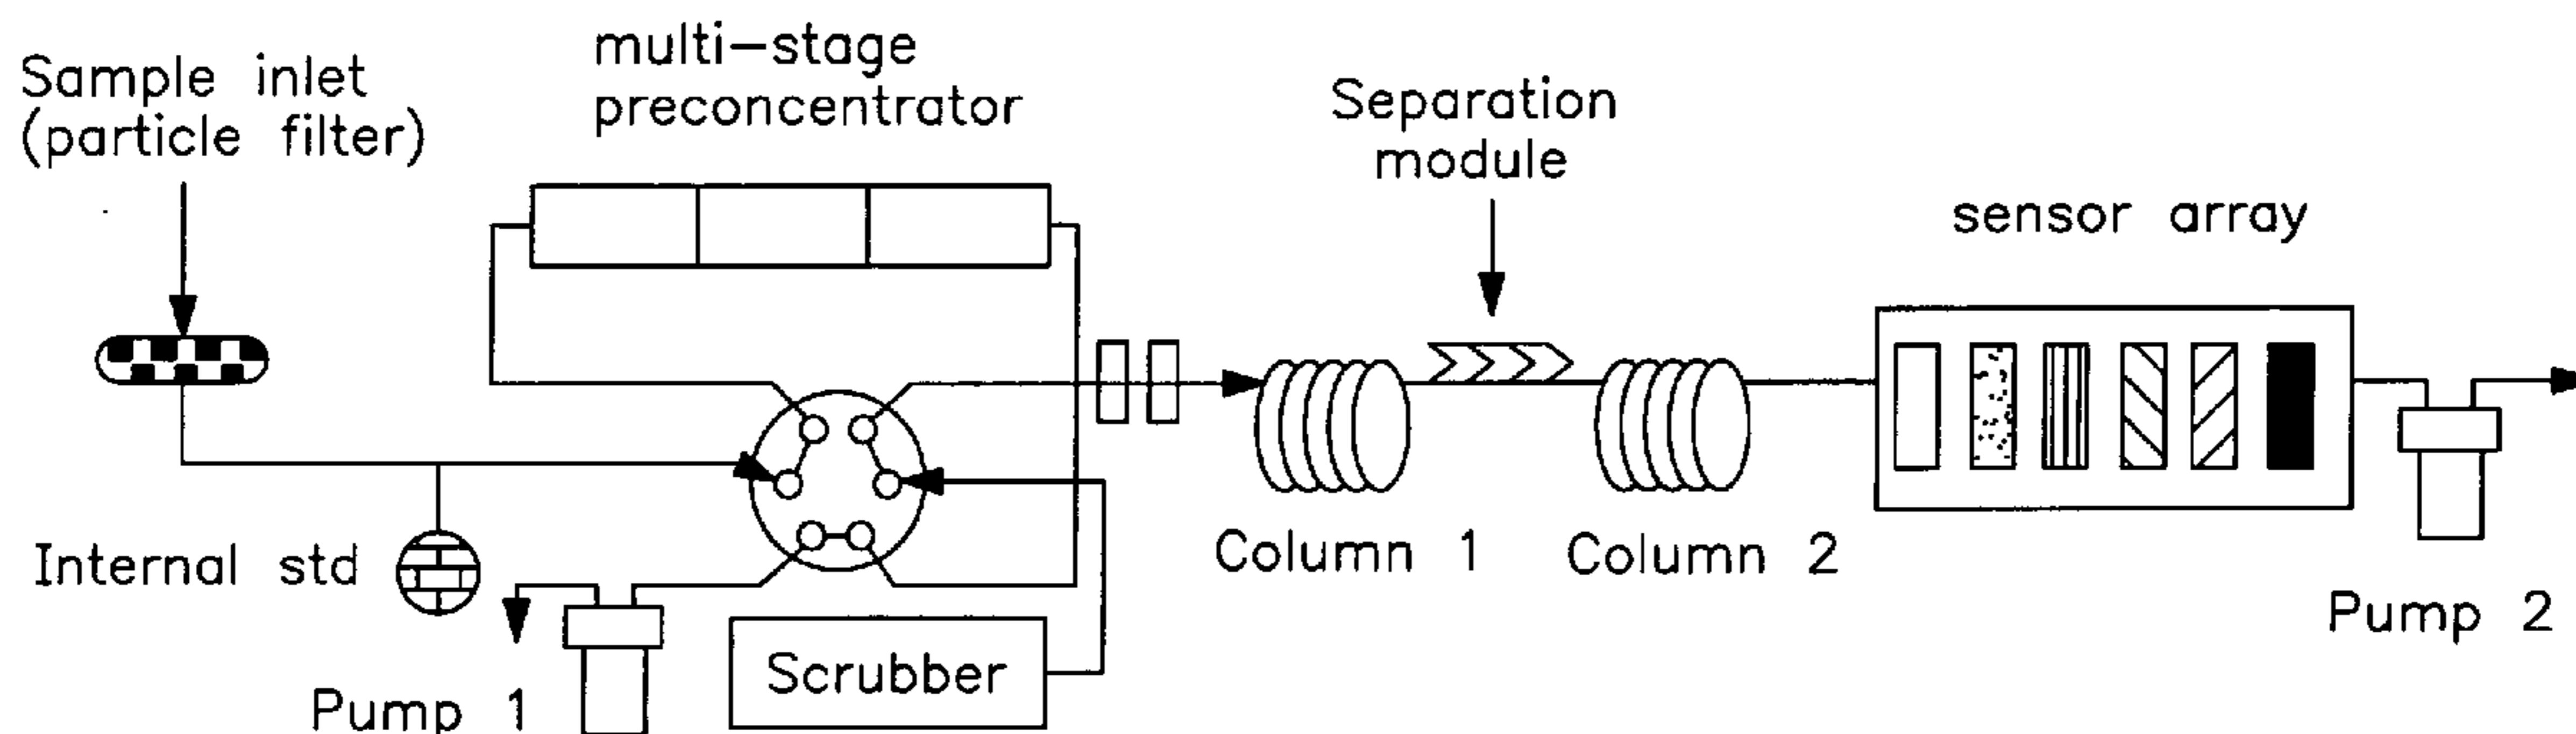 Sample inlet
(particle filter)
multi-stage
preconcentrator
Separation
module
sensor array
Internal std
Column 1
Column 2
Pump 2
Scrubber
Pump 1